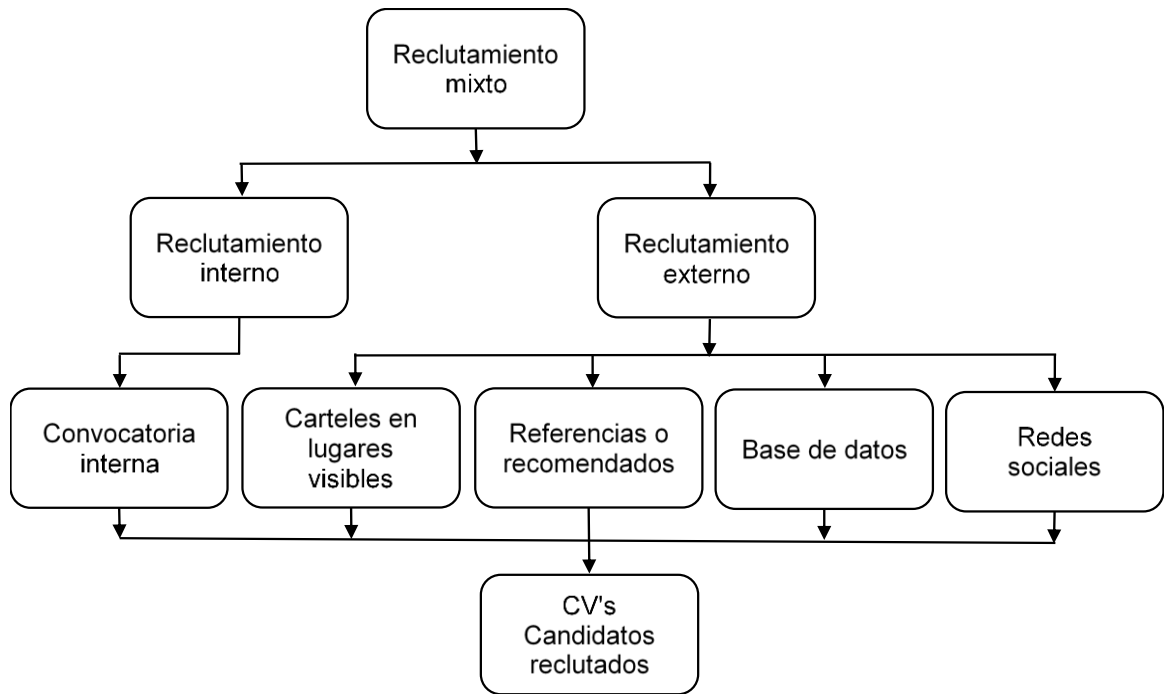 Reclutamiento
mixto
Reclutamiento
interno
Reclutamiento
externo
Convocatoria
interna
Carteles en
lugares
visibles
Referencias o
recomendados
Base de datos
Redes
sociales
CV's
Candidatos
reclutados